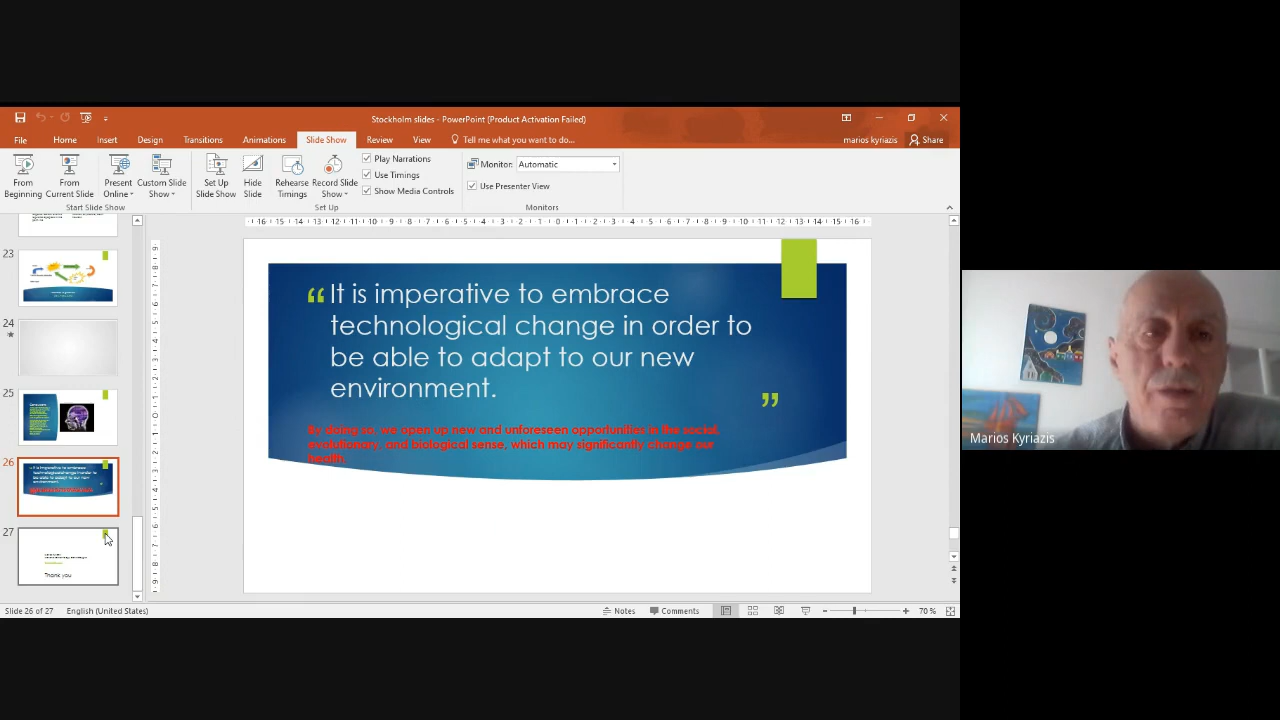 Stockholm slides - PowerPoint (Product Activation Failed)
File Home Insert Design Transitions Animations Slide Show Review View Tell me what you want to do... marios kyriazis Share
From Beginning
From Current Slide
Present Online
Custom Slide Show
Set Up Slide Show
Hide Slide
Rehearse Timings
Record Slide Show
Play Narrations
Use Timings
Show Media Controls
Monitor: Automatic
Use Presenter View
Start Slide Show
Set Up
Monitors
23
24
25
26
27
Thank you
“It is imperative to embrace
technological change in order to
be able to adapt to our new
environment.
”
By doing so, we open up new and unforeseen opportunities in the social,
evolutionary, and biological sense, which may significantly change our
health.
Marios Kyriazis
Slide 26 of 27 English (United States) Notes Comments 70 %